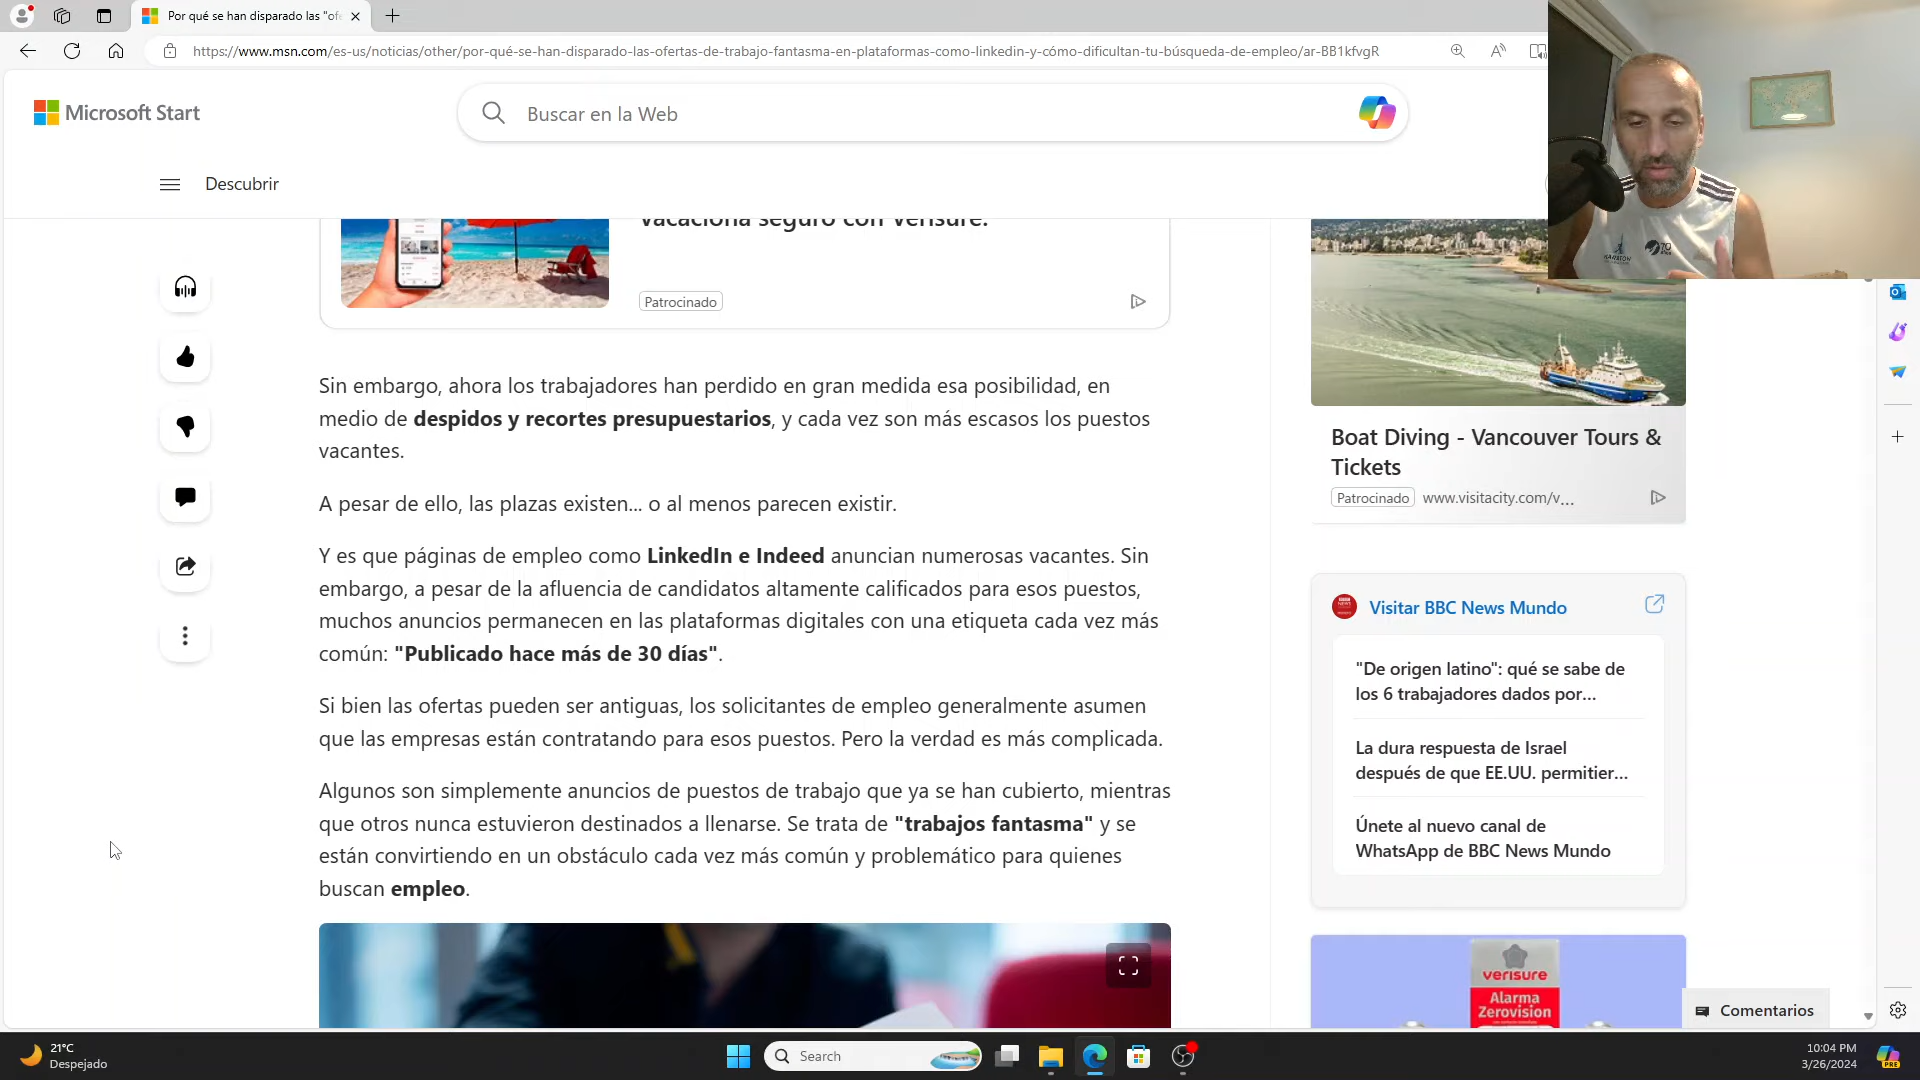 Por qué se han disparado las "ofe
https://www.msn.com/es-us/noticias/other/por-qué-se-han-disparado-las-ofertas-de-trabajo-fantasma-en-plataformas-como-linkedin-y-cómo-dificultan-tu-búsqueda-de-empleo/ar-BB1kfvgR
Microsoft Start
Buscar en la Web
Descubrir
vacaciona seguro con Verisure.
Patrocinado
Sin embargo, ahora los trabajadores han perdido en gran medida esa posibilidad, en
medio de despidos y recortes presupuestarios, y cada vez son más escasos los puestos
vacantes.
A pesar de ello, las plazas existen... o al menos parecen existir.
Y es que páginas de empleo como LinkedIn e Indeed anuncian numerosas vacantes. Sin
embargo, a pesar de la afluencia de candidatos altamente calificados para esos puestos,
muchos anuncios permanecen en las plataformas digitales con una etiqueta cada vez más
común: "Publicado hace más de 30 días".
Si bien las ofertas pueden ser antiguas, los solicitantes de empleo generalmente asumen
que las empresas están contratando para esos puestos. Pero la verdad es más complicada.
Algunos son simplemente anuncios de puestos de trabajo que ya se han cubierto, mientras
que otros nunca estuvieron destinados a llenarse. Se trata de "trabajos fantasma" y se
están convirtiendo en un obstáculo cada vez más común y problemático para quienes
buscan empleo.
Boat Diving - Vancouver Tours &
Tickets
Patrocinado www.visitacity.com/v...
Visitar BBC News Mundo
"De origen latino": qué se sabe de
los 6 trabajadores dados por...
La dura respuesta de Israel
después de que EE.UU. permitier...
Únete al nuevo canal de
WhatsApp de BBC News Mundo
verisure
Alarma
Zerovision
Comentarios
21°C
Despejado
Search
10:04 PM
3/26/2024
PRE